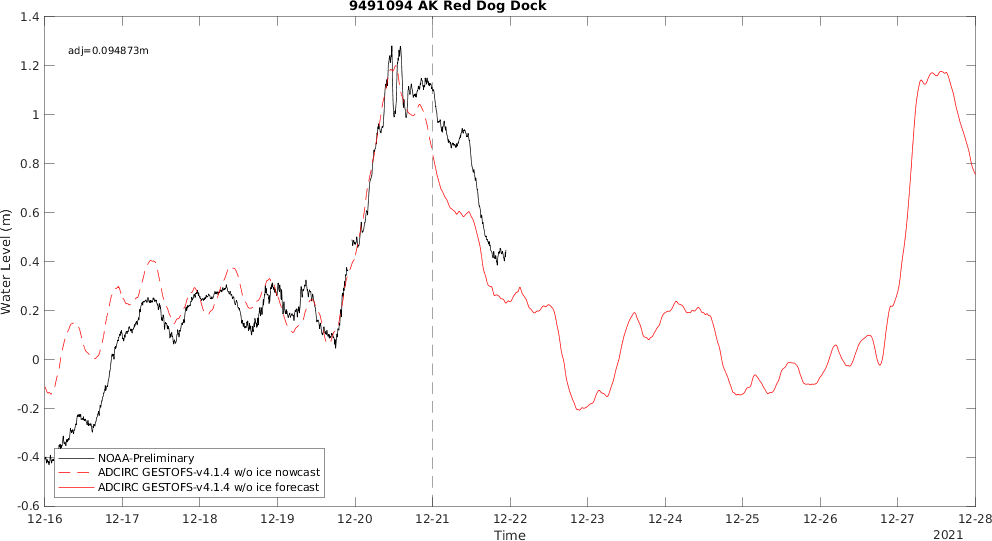 9491094 AK Red Dog Dock
adj=0.094873m
1.4
1.2
1
0.8
0.6
0.4
0.2
0
-0.2
-0.4
-0.6
Water Level (m)
NOAA-Preliminary
ADCIRC GESTOFS-v4.1.4 w/o ice nowcast
ADCIRC GESTOFS-v4.1.4 w/o ice forecast
12-16 12-17 12-18 12-19 12-20 12-21 12-22 12-23 12-24 12-25 12-26 12-27 12-28
Time
2021